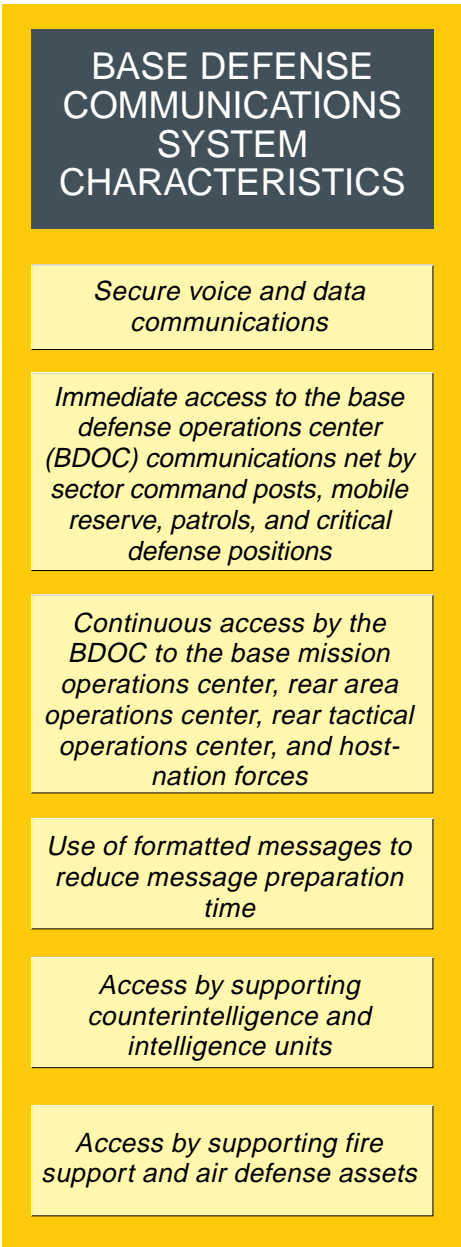 BASE DEFENSE
COMMUNICATIONS
SYSTEM
CHARACTERISTICS
Secure voice and data
communications
Immediate access to the base
defense operations center
(BDOC) communications net by
sector command posts, mobile
reserve, patrols, and critical
defense positions
Continuous access by the
BDOC to the base mission
operations center, rear area
operations center, rear tactical
operations center, and host-
nation forces
Use of formatted messages to
reduce message preparation
time
Access by supporting
counterintelligence and
intelligence units
Access by supporting fire
support and air defense assets